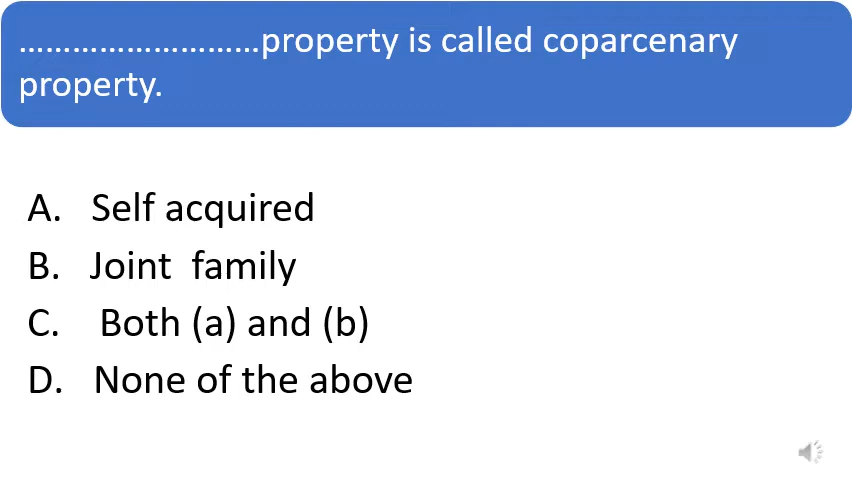 ………………………property is called coparcenary
property.
A. Self acquired
B. Joint family
C. Both (a) and (b)
D. None of the above